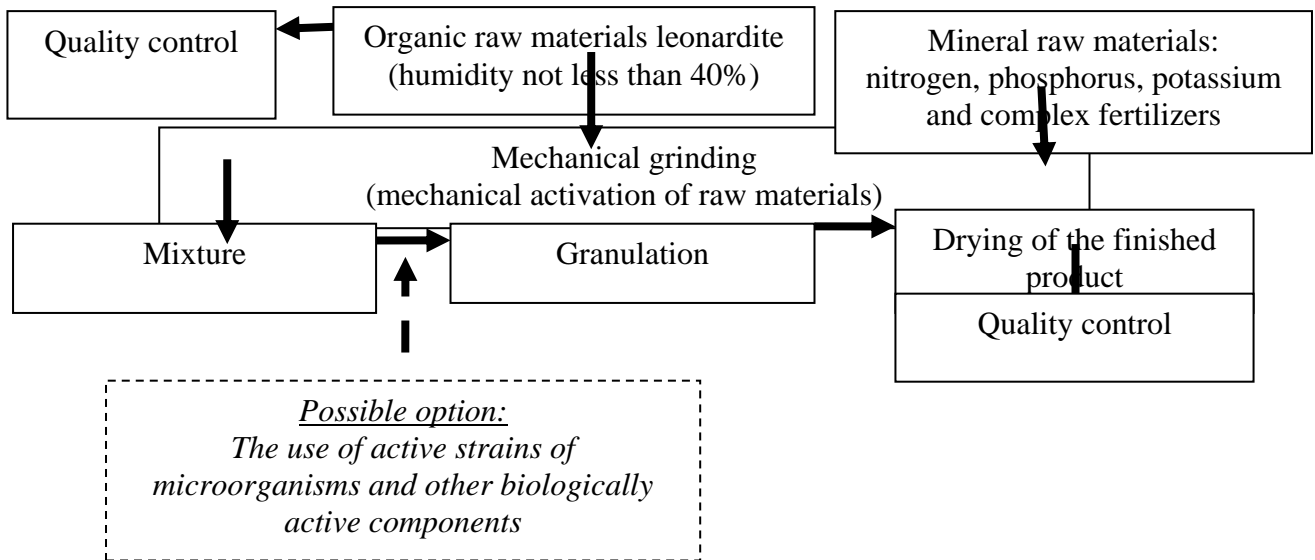 Quality control
Organic raw materials leonardite
(humidity not less than 40%)
Mineral raw materials:
nitrogen, phosphorus, potassium
and complex fertilizers
Mechanical grinding
(mechanical activation of raw materials)
Mixture
Granulation
Drying of the finished
product
Quality control
Possible option:
The use of active strains of
microorganisms and other biologically
active components